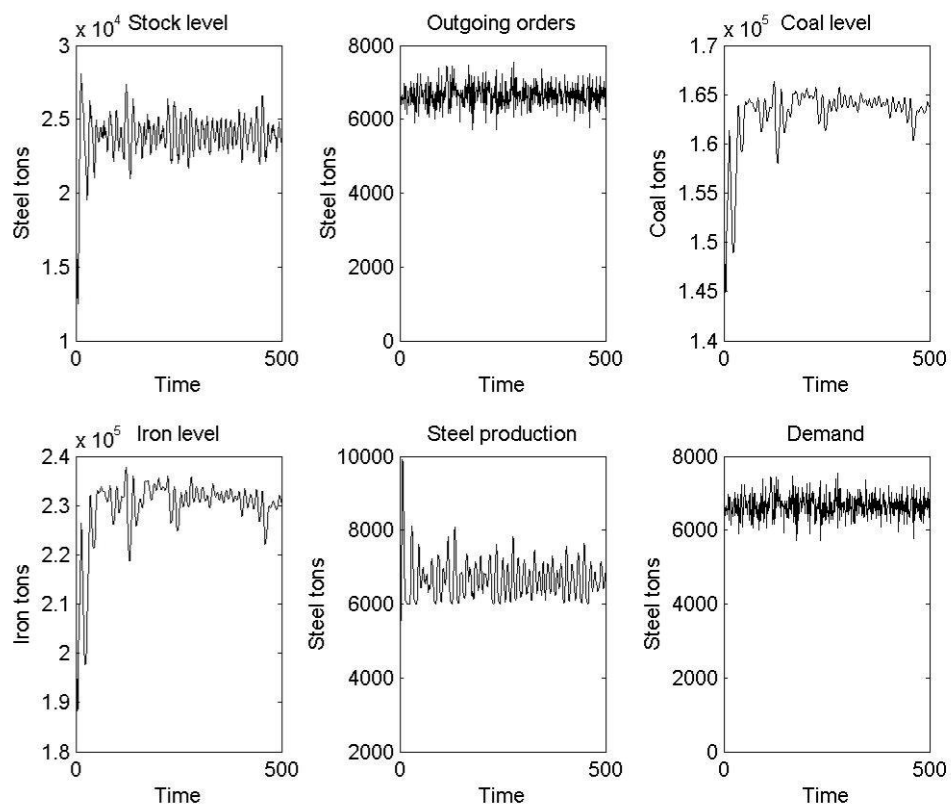 Stock level
x 10^4
3
2.5
2
1.5
1
Steel tons
0 500
Time
Outgoing orders
8000
6000
4000
2000
0
Steel tons
0 500
Time
Coal level
x 10^5
1.7
1.65
1.6
1.55
1.5
1.45
1.4
Coal tons
0 500
Time
Iron level
x 10^5
2.4
2.3
2.2
2.1
2
1.9
1.8
Iron tons
0 500
Time
Steel production
10000
8000
6000
4000
2000
Steel tons
0 500
Time
Demand
8000
6000
4000
2000
0
Steel tons
0 500
Time